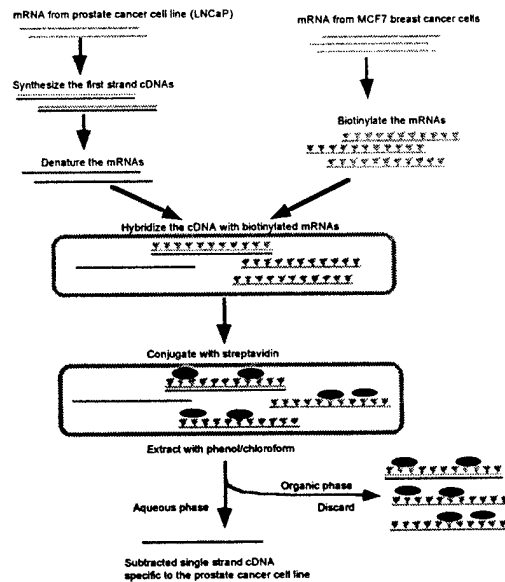 mRNA from prostate cancer cell line (LNCaP)
mRNA from MCF7 breast cancer cells
Synthesize the first strand cDNAs
Biotinylate the mRNAs
Denature the mRNAs
Hybridize the cDNA with biotinylated mRNAs
Conjugate with streptavidin
Extract with phenol/chloroform
Organic phase
Aqueous phase
Discard
Subtracted single strand cDNA
specific to the prostate cancer cell line